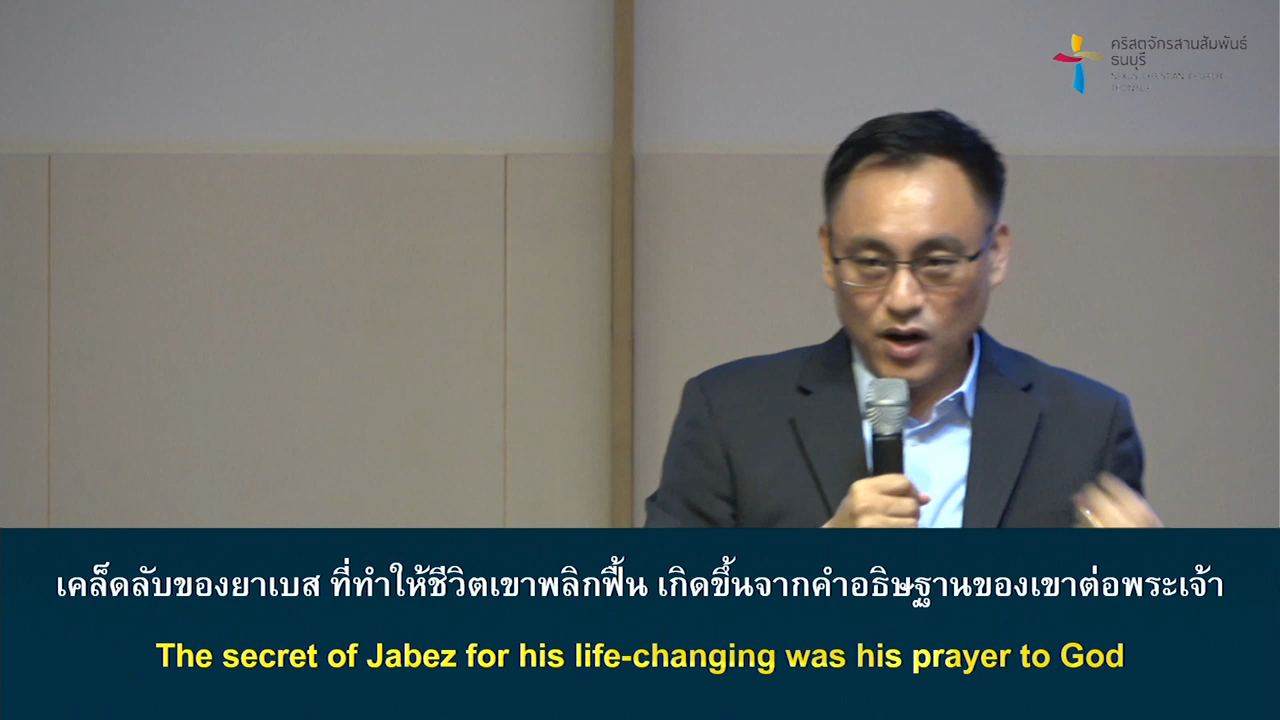 คริสตจักรสานสัมพันธ์
ธนบุรี
NEXUS CHRISTIAN CHURCH
THONBURI
เคล็ดลับของยาเบส ที่ทำให้ชีวิตเขาพลิกฟื้น เกิดขึ้นจากคำอธิษฐานของเขาต่อพระเจ้า
The secret of Jabez for his life-changing was his prayer to God